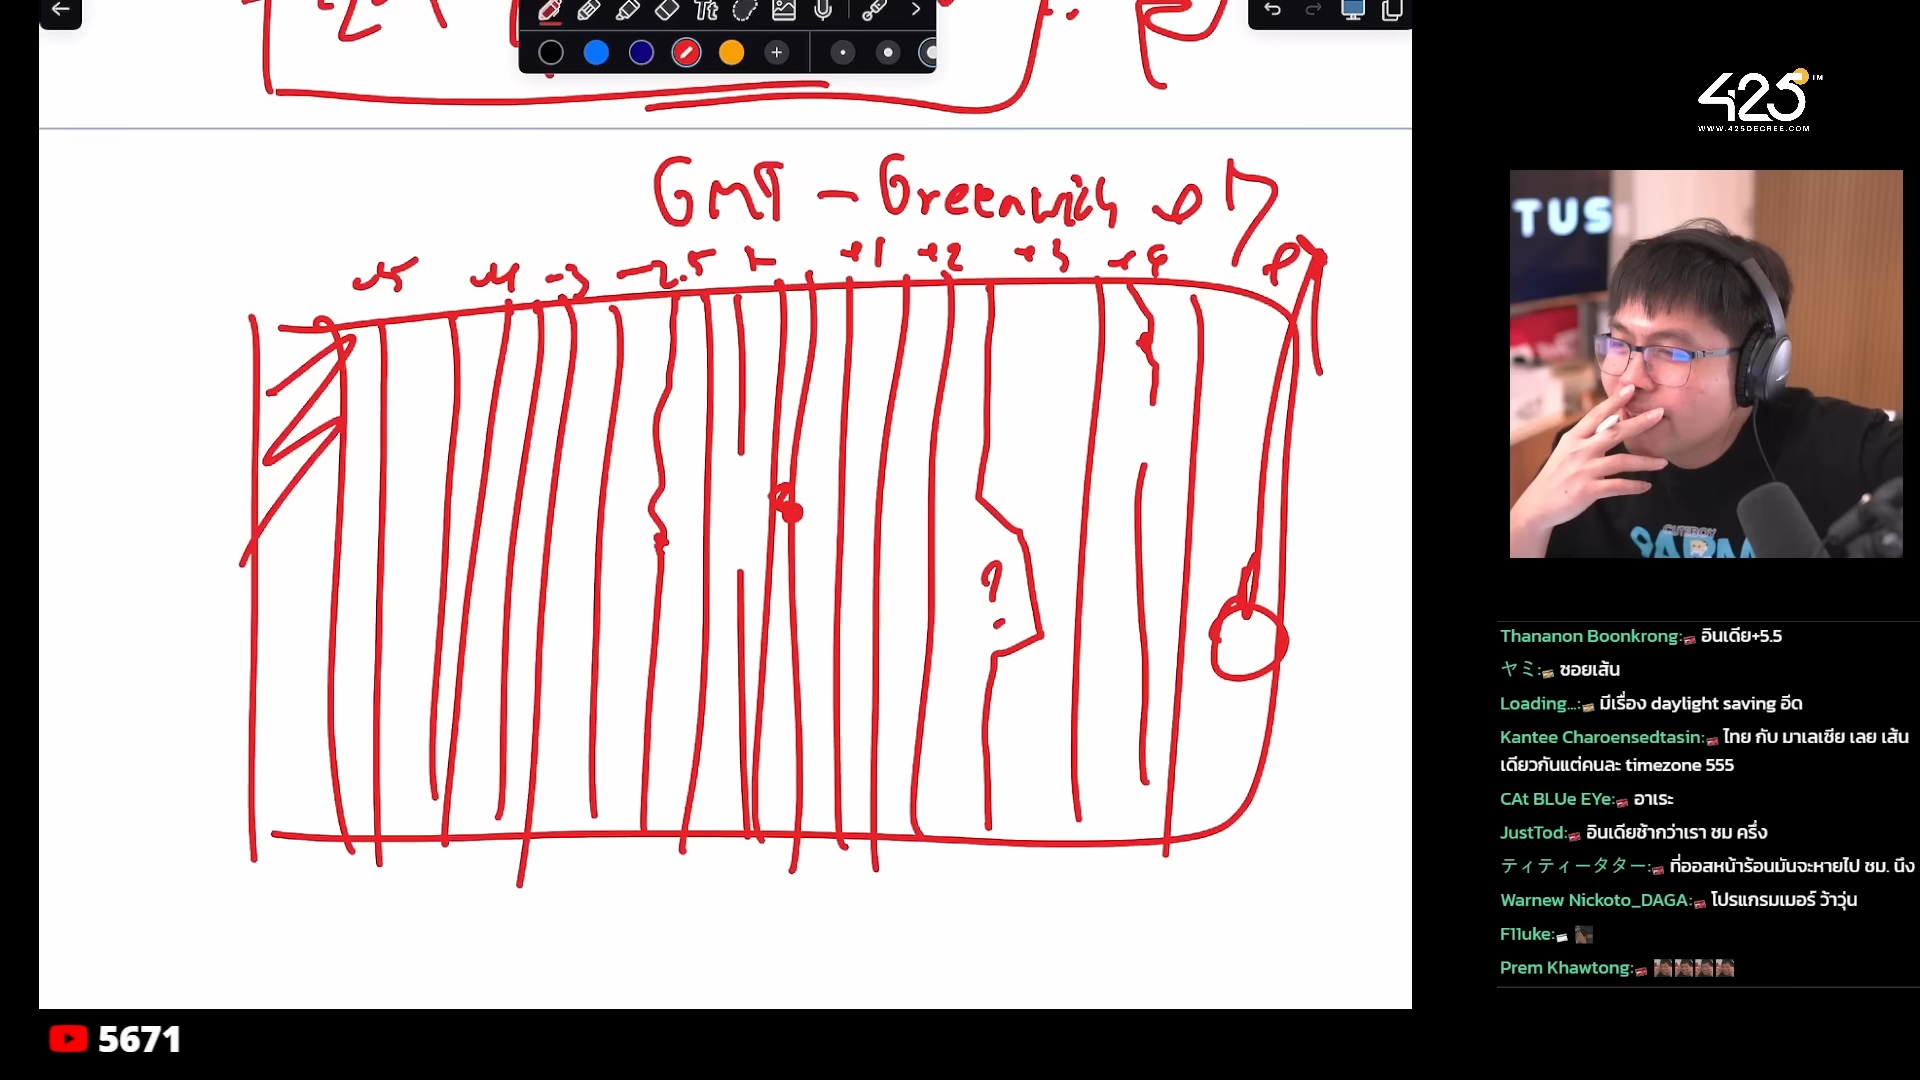 Tt
425 TM
WWW.425DEGREE.COM
GMT - Greenwich
-3 -2.5 +1 +2 +3 +4
?
TUS
CUTEBOY
Thananon Boonkrong: อินเดีย+5.5
ヤミ: ซอยเส้น
Loading...: มีเรื่อง daylight saving อีด
Kantee Charoensedtasin: ไทย กับ มาเลเซีย เลย เส้น
เดียวกันแต่คนละ timezone 555
CAt BLUe EYe: อาเระ
JustTod: อินเดียช้ากว่าเรา ชม ครึ่ง
ティティータター: ที่ออสหน้าร้อนมันจะหายไป ชม. นึง
Warnew Nickoto_DAGA: โปรแกรมเมอร์ ว้าวุ่น
F11uke:
Prem Khawtong:
5671